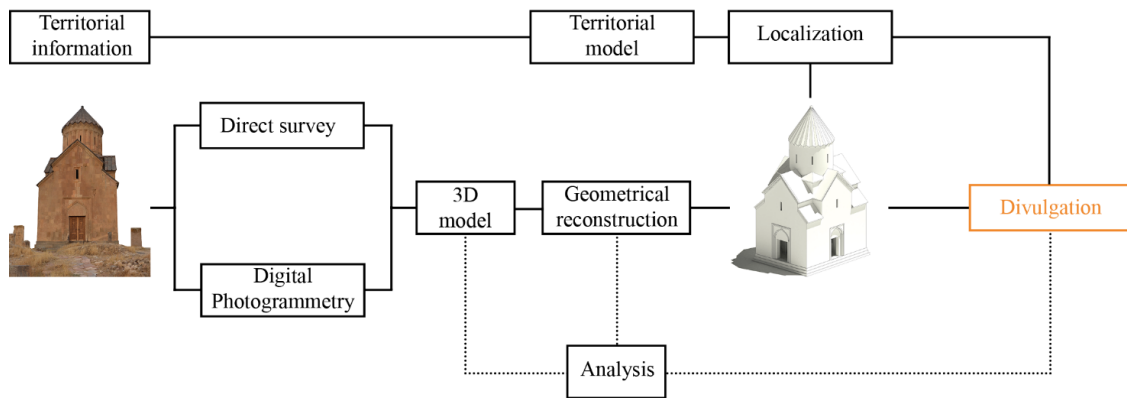 Territorial
information
Territorial
model
Localization
Direct survey
3D
model
Geometrical
reconstruction
Divulgation
Digital
Photogrammetry
Analysis